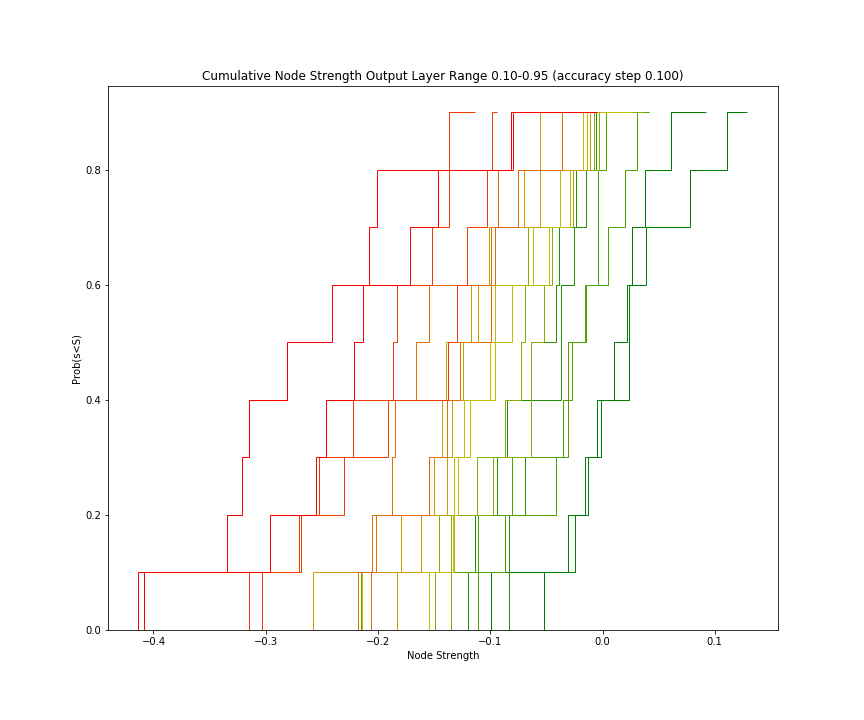 Cumulative Node Strength Output Layer Range 0.10-0.95 (accuracy step 0.100)
0.8
0.6
Prob(s<S)
0.4
0.2
0.0
−0.4 −0.3 −0.2 −0.1 0.0 0.1
Node Strength